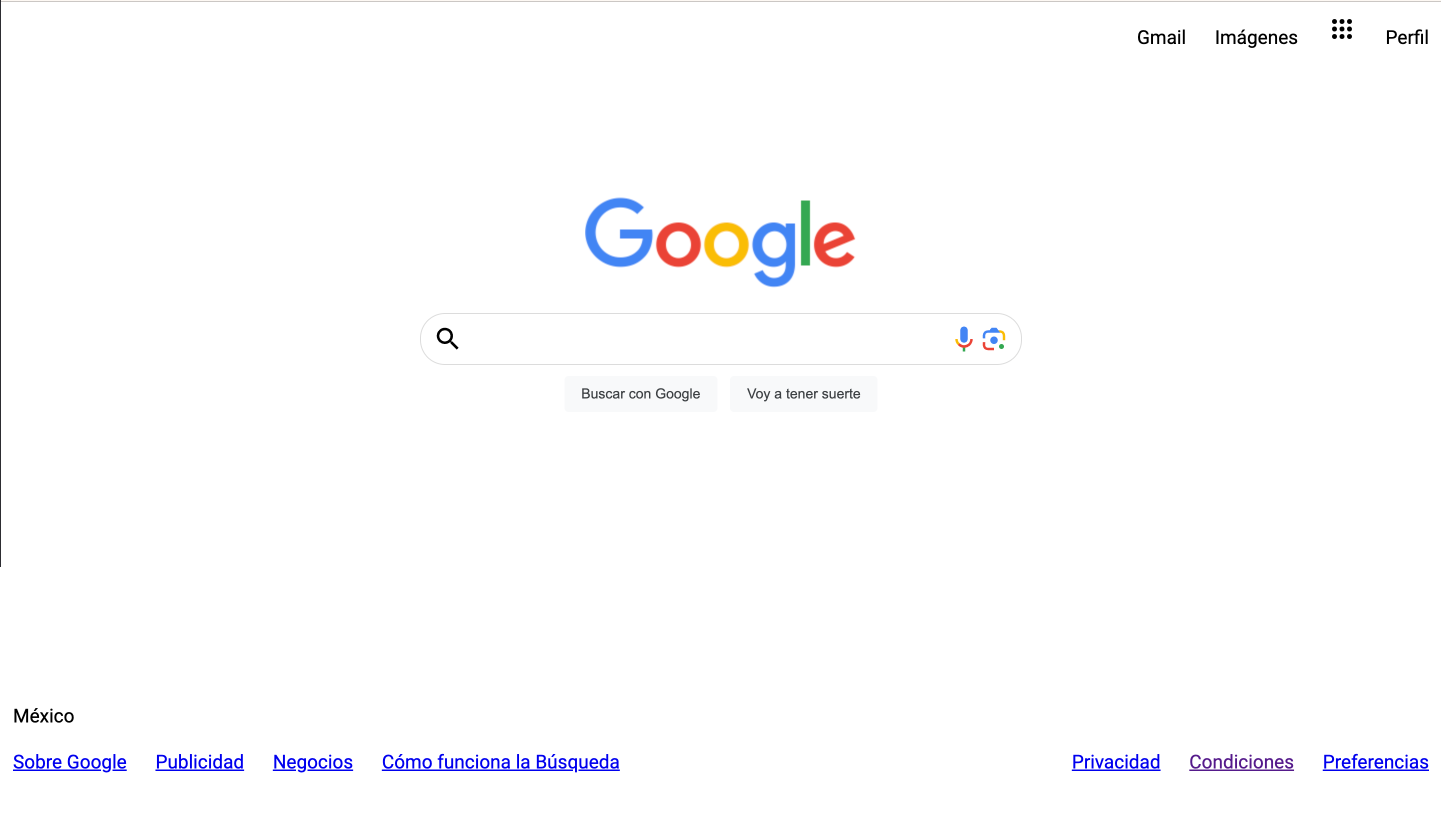 Gmail Imágenes Perfil
Google
Buscar con Google Voy a tener suerte
México
Sobre Google Publicidad Negocios Cómo funciona la Búsqueda Privacidad Condiciones Preferencias